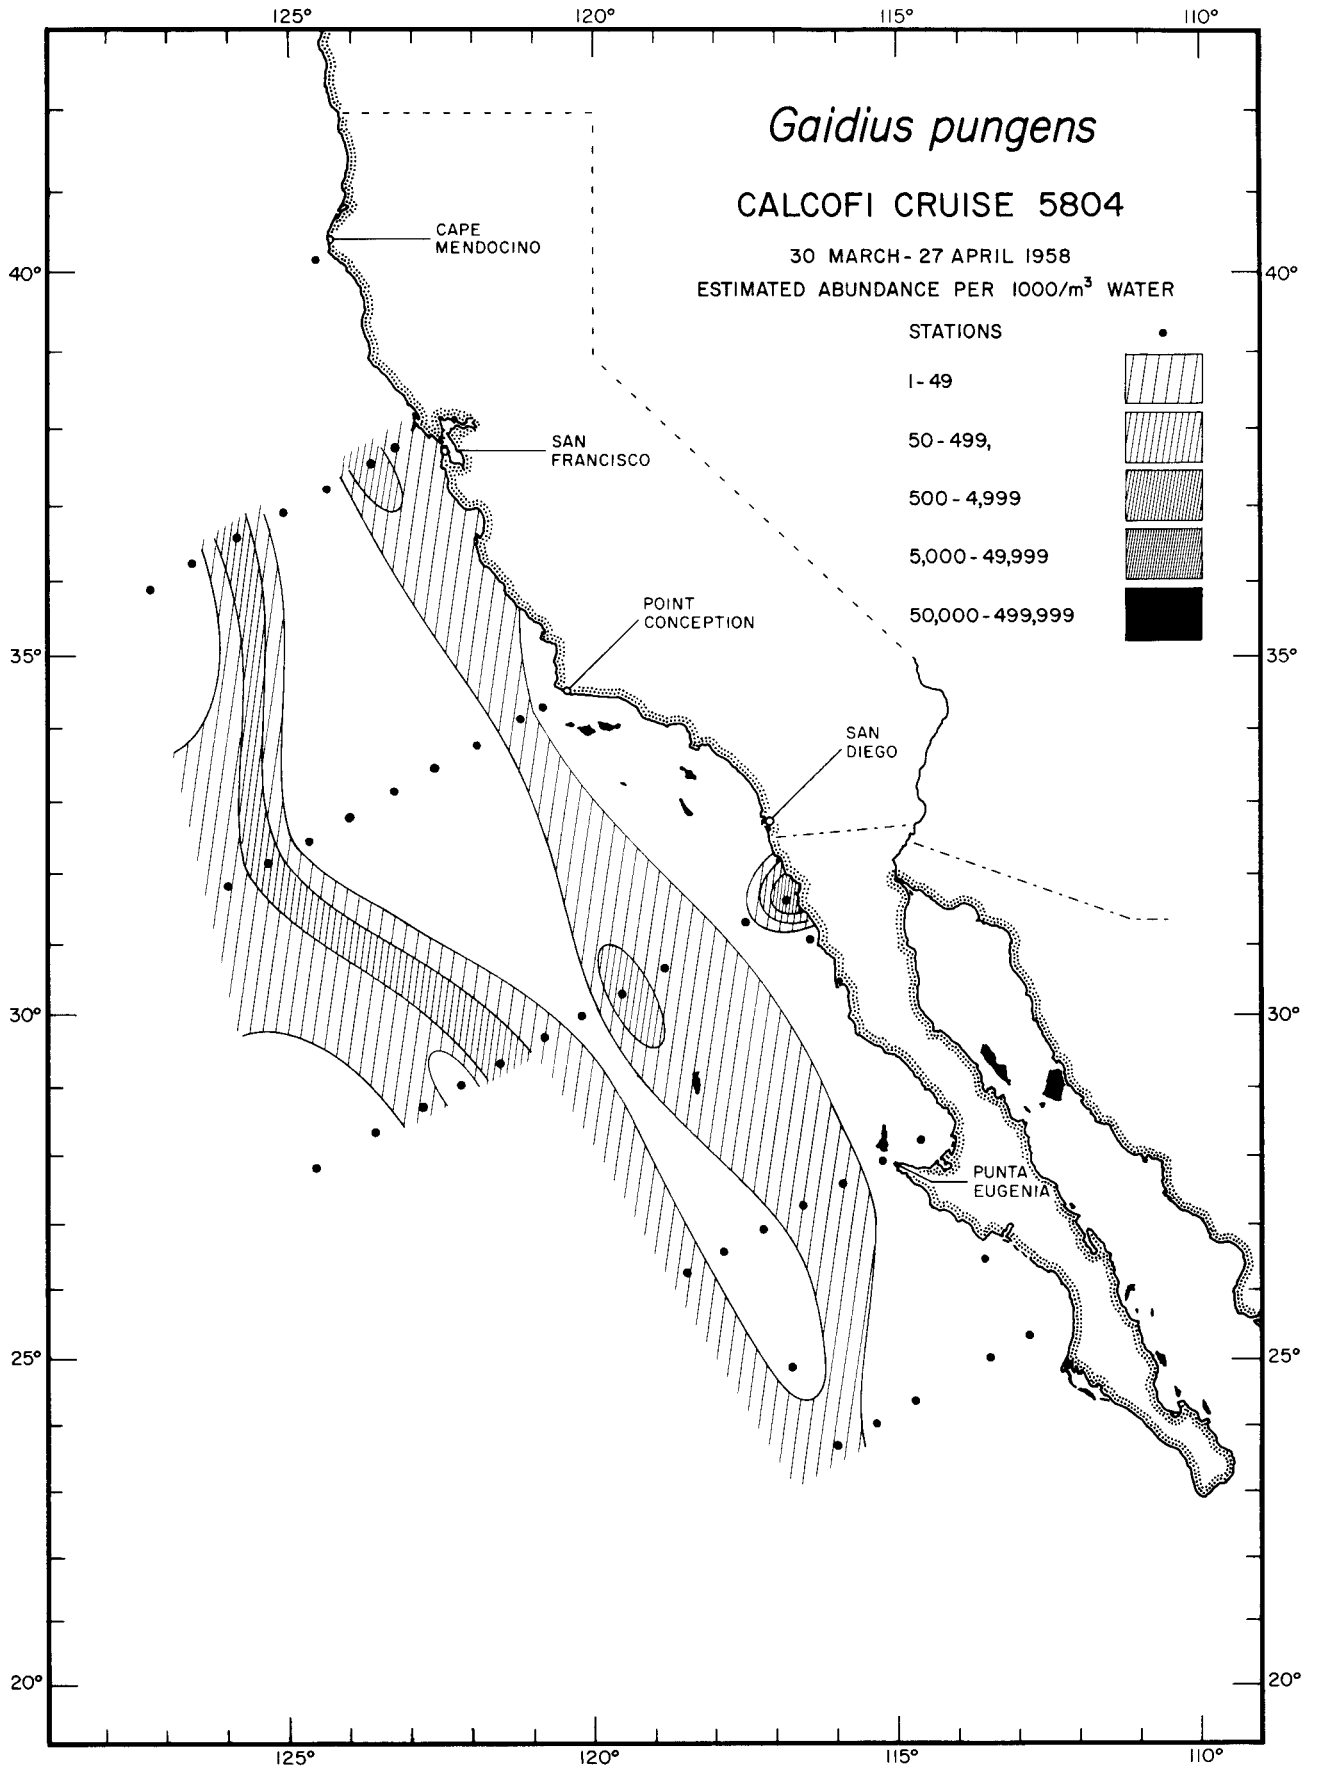 125° 120° 115° 110°
Gaidius pungens
CALCOFI CRUISE 5804
30 MARCH - 27 APRIL 1958
ESTIMATED ABUNDANCE PER 1000/m³ WATER
STATIONS
1 - 49
50 - 499,
500 - 4,999
5,000 - 49,999
50,000 - 499,999
CAPE
MENDOCINO
40° 40°
SAN
FRANCISCO
POINT
CONCEPTION
35° 35°
SAN
DIEGO
30° 30°
PUNTA
EUGENIA
25° 25°
20° 20°
125° 120° 115° 110°